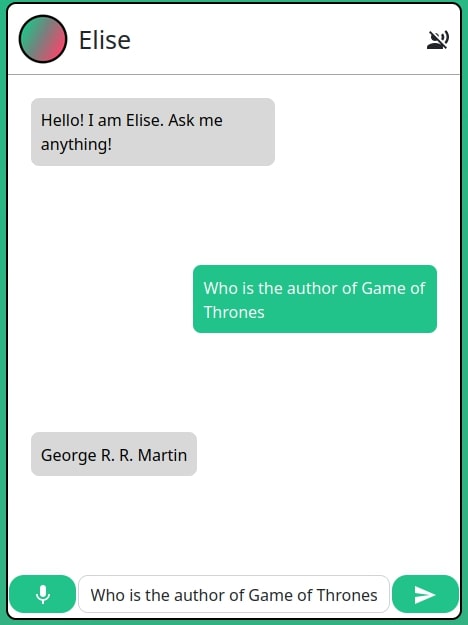 Elise
Hello! I am Elise. Ask me
anything!
Who is the author of Game of
Thrones
George R. R. Martin
Who is the author of Game of Thrones